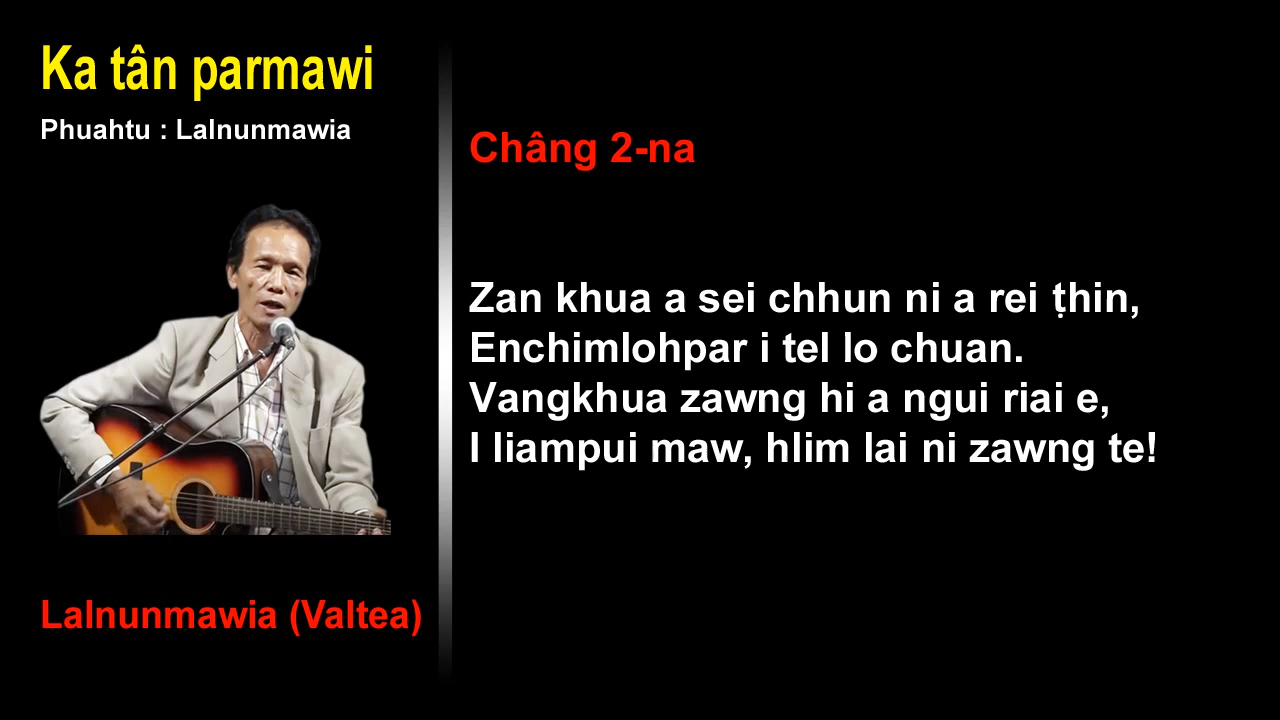 Ka tân parmawi
Phuahtu : Lalnunmawia
Lalnunmawia (Valtea)
Châng 2-na
Zan khua a sei chhun ni a rei ṭhin,
Enchimlohpar i tel lo chuan.
Vangkhua zawng hi a ngui riai e,
I liampui maw, hlim lai ni zawng te!